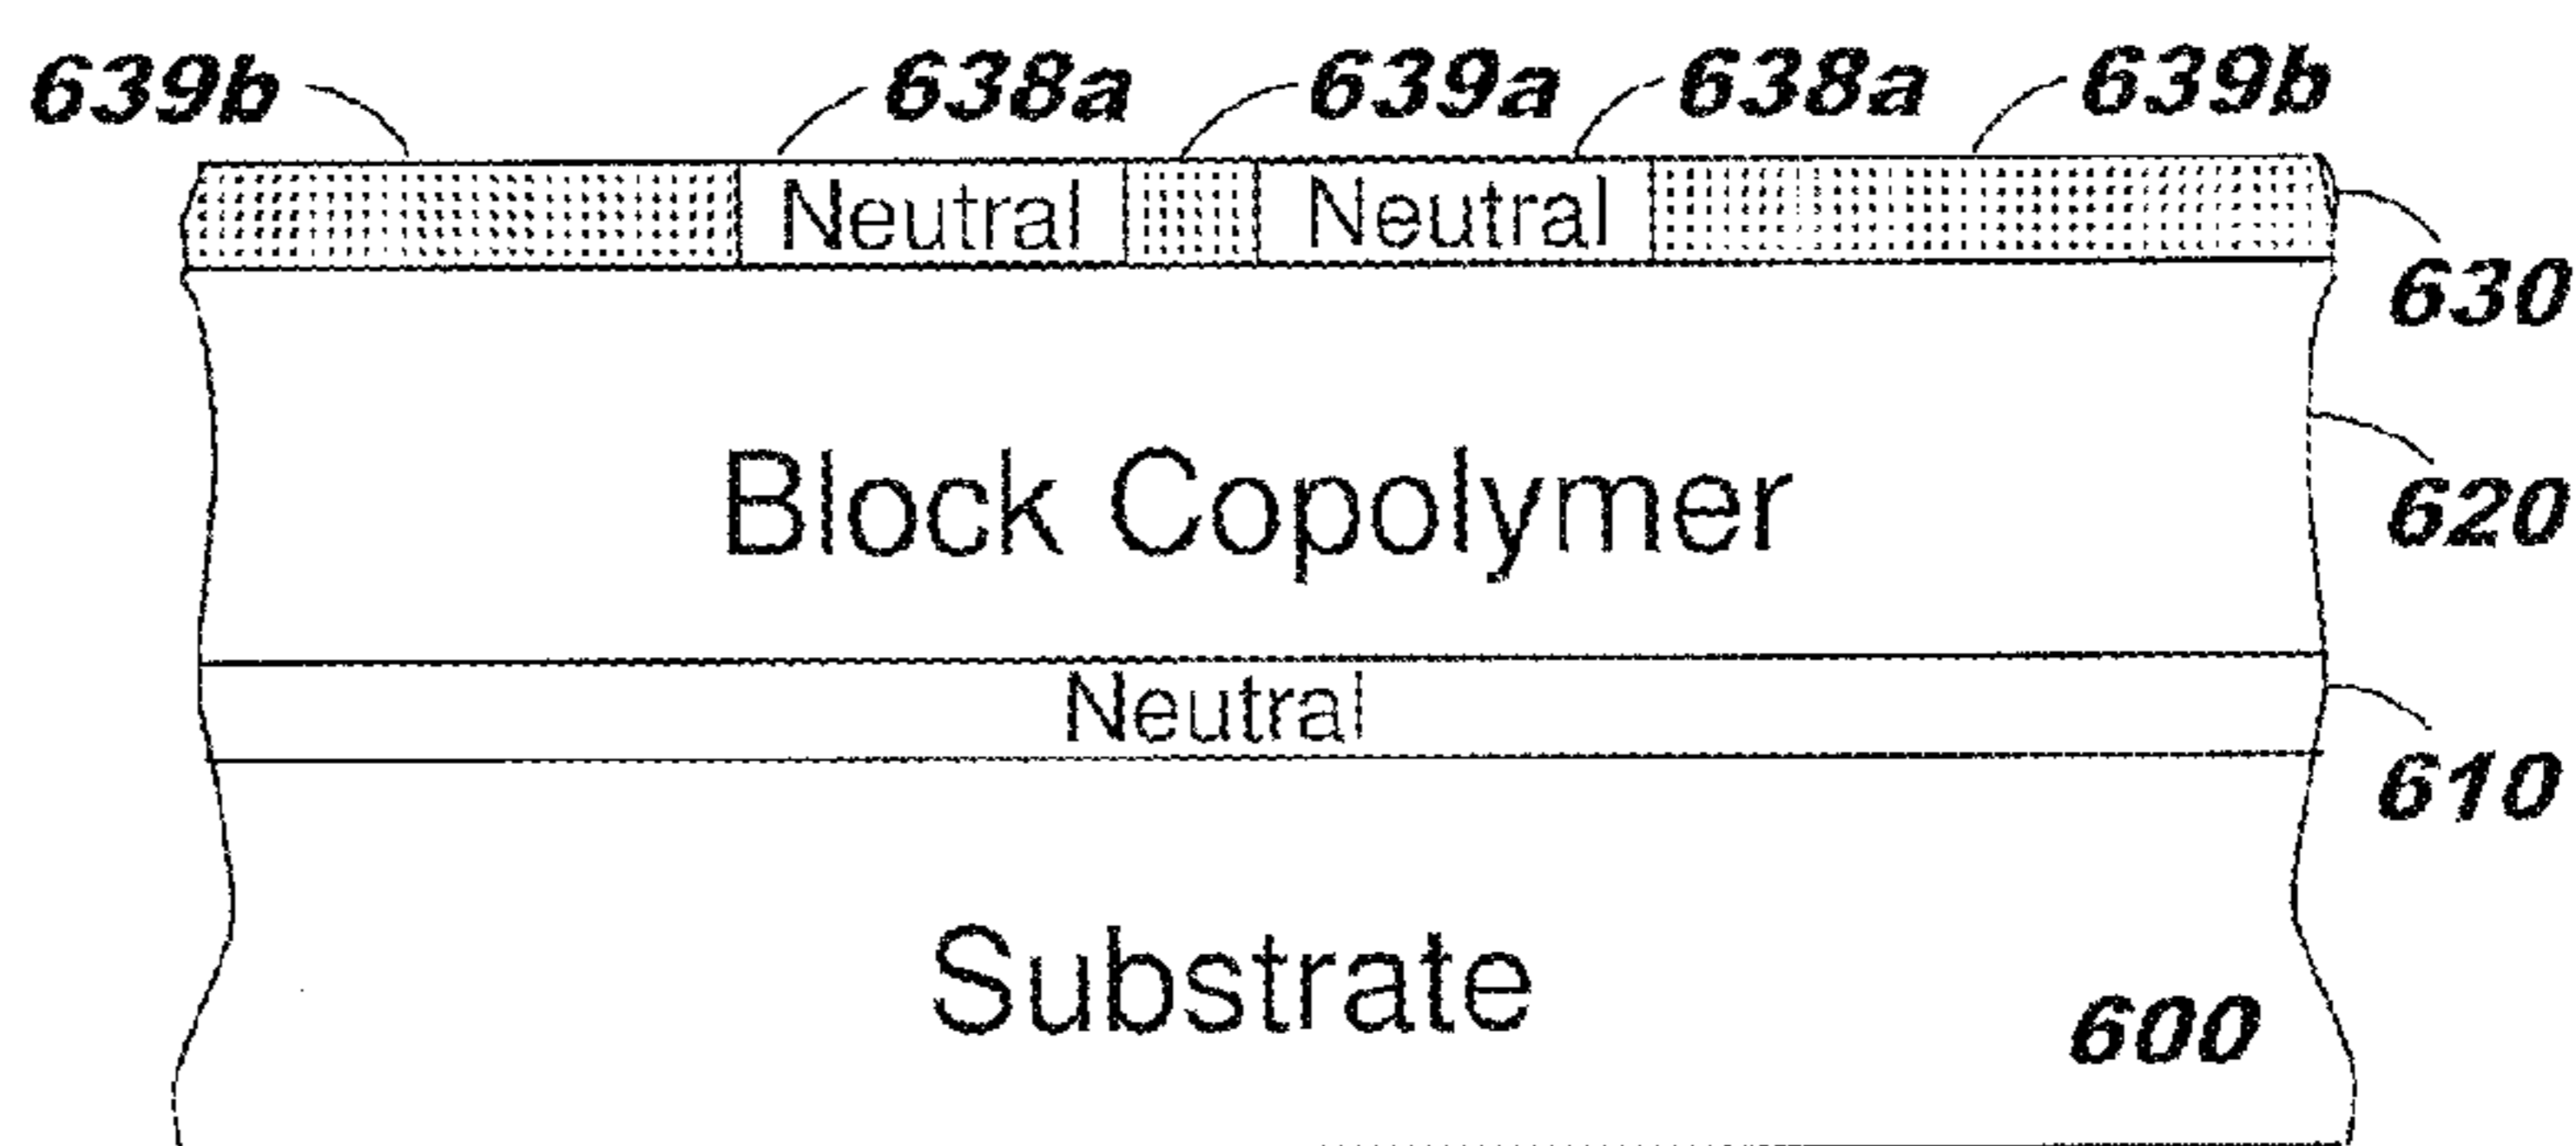 639b 638a 639a 638a 639b
Neutral Neutral
630
Block Copolymer
620
Neutral
610
Substrate
600